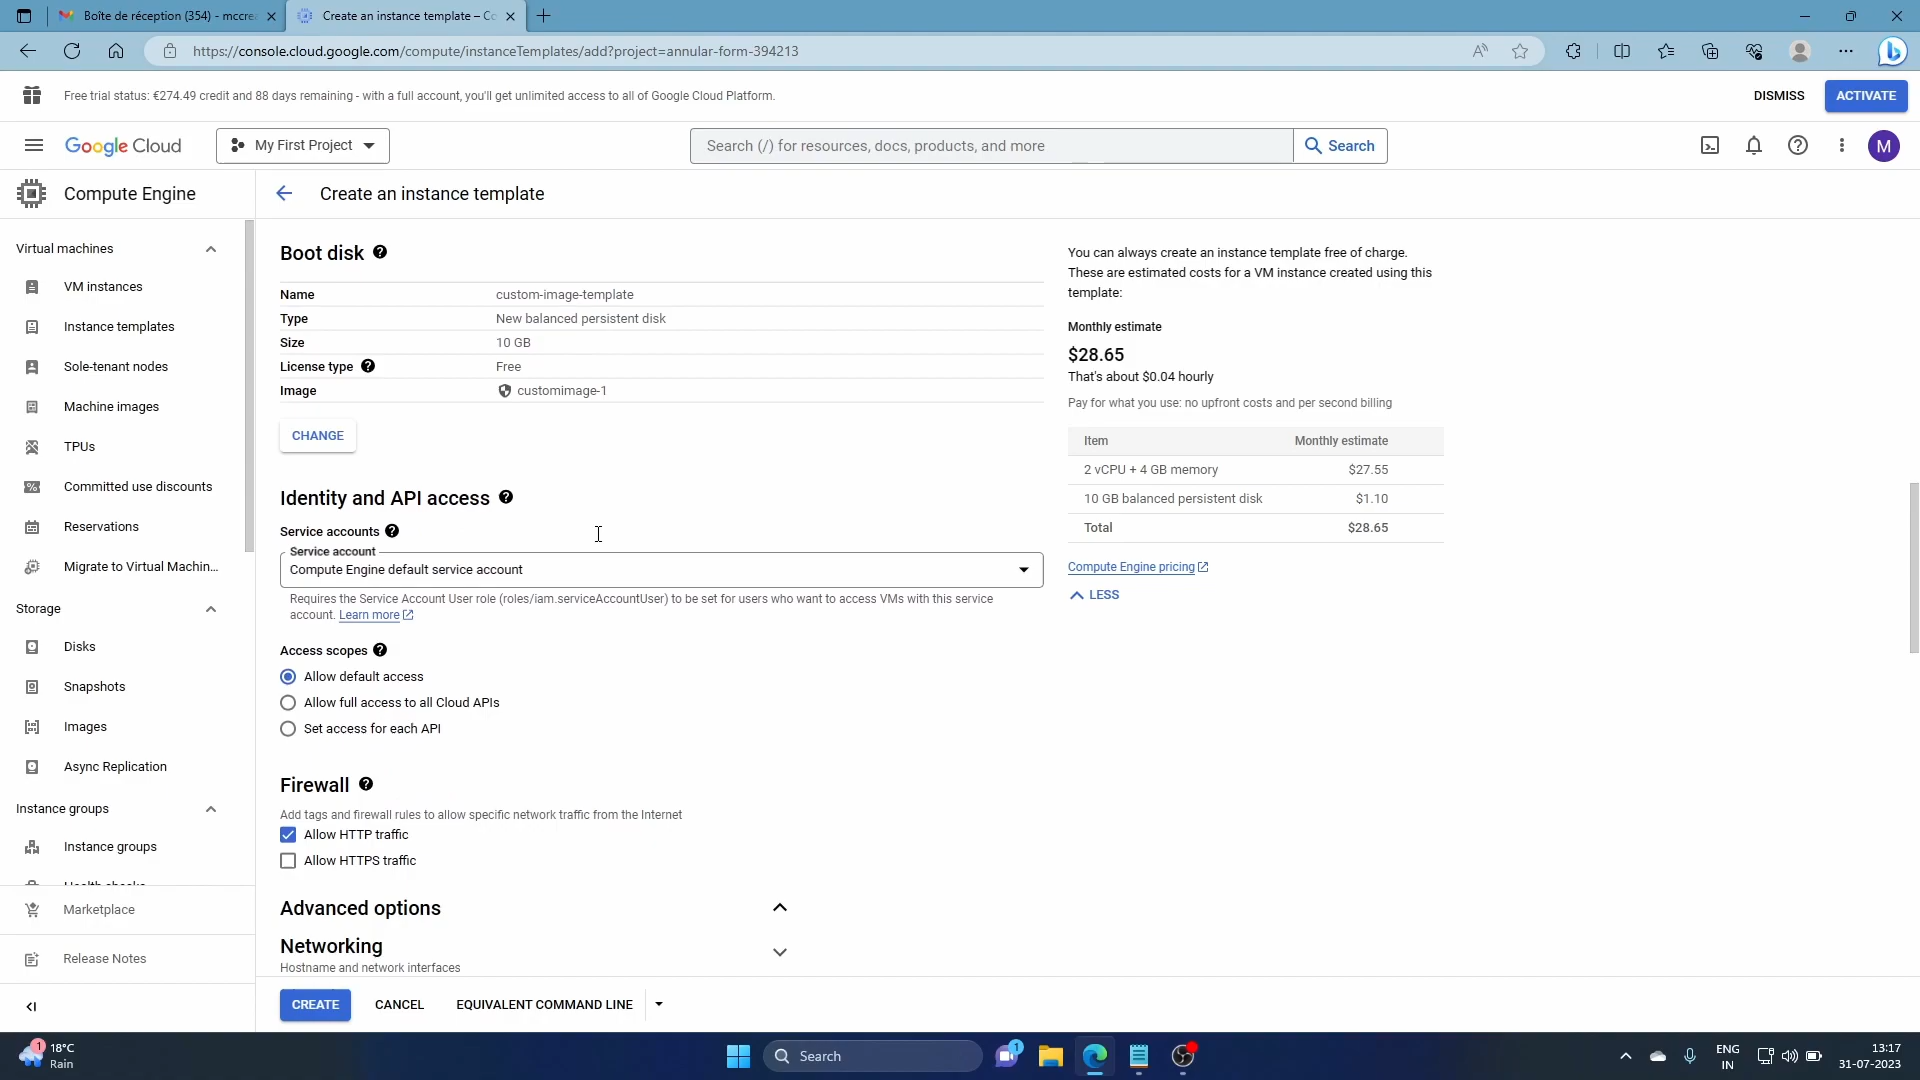 Boîte de réception (354) - mccrea
Create an instance template – Co
https://console.cloud.google.com/compute/instanceTemplates/add?project=annular-form-394213
Free trial status: €274.49 credit and 88 days remaining - with a full account, you'll get unlimited access to all of Google Cloud Platform.
DISMISS
ACTIVATE
Google Cloud
My First Project
Search (/) for resources, docs, products, and more
Search
M
Compute Engine
Create an instance template
Virtual machines
VM instances
Instance templates
Sole-tenant nodes
Machine images
TPUs
Committed use discounts
Reservations
Migrate to Virtual Machin...
Storage
Disks
Snapshots
Images
Async Replication
Instance groups
Instance groups
Health checks
Marketplace
Release Notes
Boot disk
Name custom-image-template
Type New balanced persistent disk
Size 10 GB
License type Free
Image customimage-1
CHANGE
Identity and API access
Service accounts
Service account
Compute Engine default service account
Requires the Service Account User role (roles/iam.serviceAccountUser) to be set for users who want to access VMs with this service
account. Learn more
Access scopes
Allow default access
Allow full access to all Cloud APIs
Set access for each API
Firewall
Add tags and firewall rules to allow specific network traffic from the Internet
Allow HTTP traffic
Allow HTTPS traffic
Advanced options
Networking
Hostname and network interfaces
CREATE
CANCEL
EQUIVALENT COMMAND LINE
You can always create an instance template free of charge.
These are estimated costs for a VM instance created using this
template:
Monthly estimate
$28.65
That's about $0.04 hourly
Pay for what you use: no upfront costs and per second billing
Item Monthly estimate
2 vCPU + 4 GB memory $27.55
10 GB balanced persistent disk $1.10
Total $28.65
Compute Engine pricing
LESS
1
18°C
Rain
Search
1
ENG
IN
13:17
31-07-2023